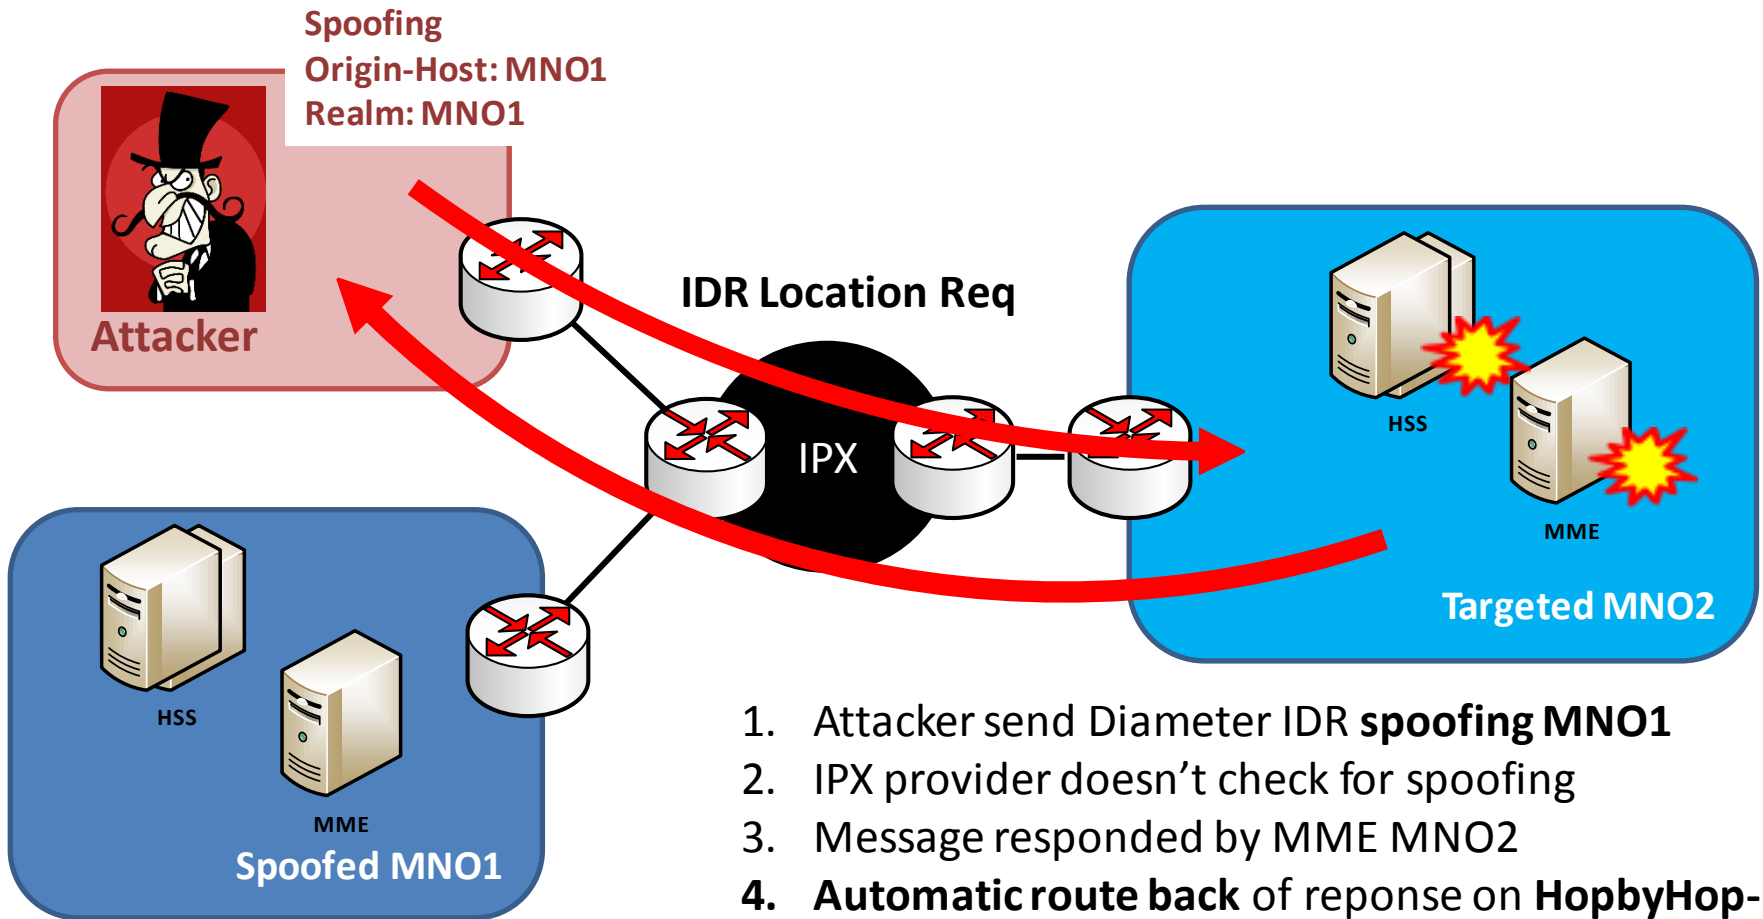 Spoofing
Origin-Host: MNO1
Realm: MNO1
Attacker
IDR Location Req
IPX
HSS
MME
Targeted MNO2
HSS
MME
Spoofed MNO1
1. Attacker send Diameter IDR spoofing MNO1
2. IPX provider doesn’t check for spoofing
3. Message responded by MME MNO2
4. Automatic route back of reponse on HopbyHop-